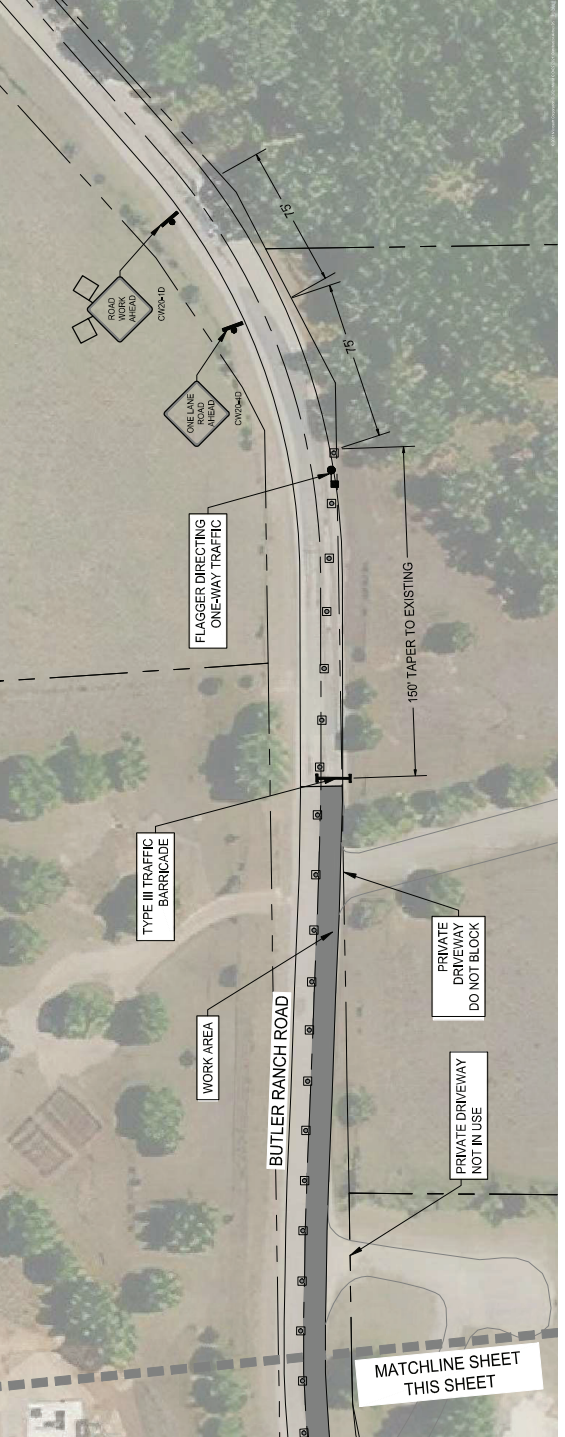 75'
ROAD
WORK
AHEAD
CW20-1D
75'
ONE LANE
ROAD
AHEAD
CW20-4D
FLAGGER DIRECTING
ONE-WAY TRAFFIC
150' TAPER TO EXISTING
TYPE III TRAFFIC
BARRICADE
PRIVATE
DRIVEWAY
DO NOT BLOCK
WORK AREA
BUTLER RANCH ROAD
PRIVATE DRIVEWAY
NOT IN USE
MATCHLINE SHEET
THIS SHEET